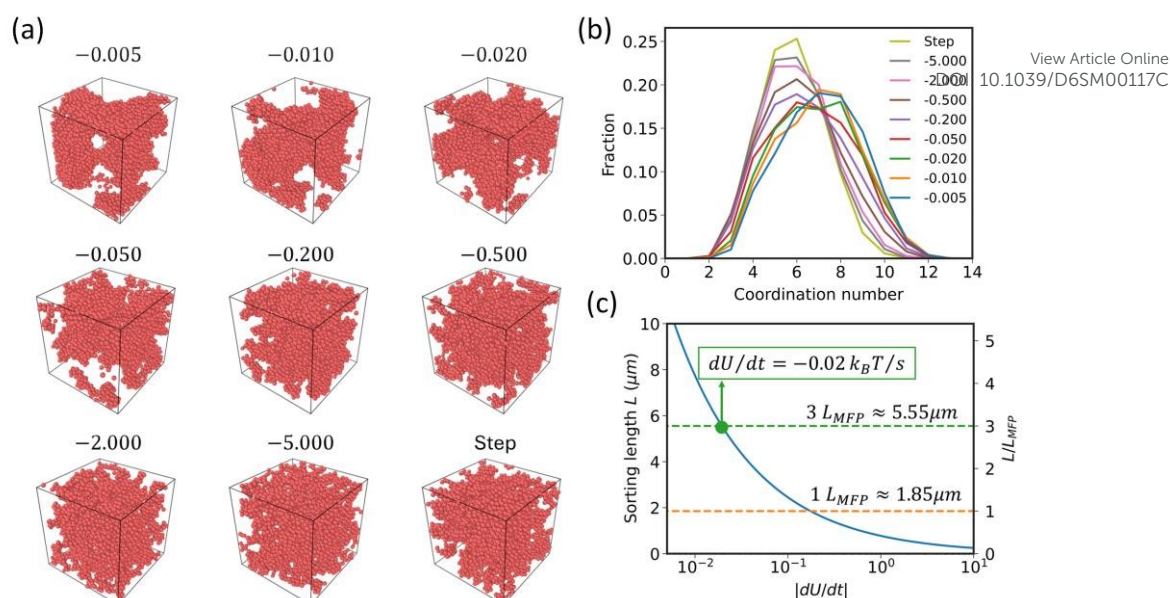 (a)
−0.005
−0.010
−0.020
−0.050
−0.200
−0.500
−2.000
−5.000
Step
(b)
0.25
0.20
0.15
0.10
0.05
0.00
Fraction
0 2 4 6 8 10 12 14
Coordination number
Step
-5.000
-2.000
-0.500
-0.200
-0.050
-0.020
-0.010
-0.005
View Article Online
DOI: 10.1039/D6SM00117C
(c)
10
8
6
4
2
0
Sorting length L (μm)
dU/dt = −0.02 k_BT/s
3 L_MFP ≈ 5.55μm
1 L_MFP ≈ 1.85μm
5
4
3
2
1
0
L/L_MFP
10⁻² 10⁻¹ 10⁰ 10¹
|dU/dt|